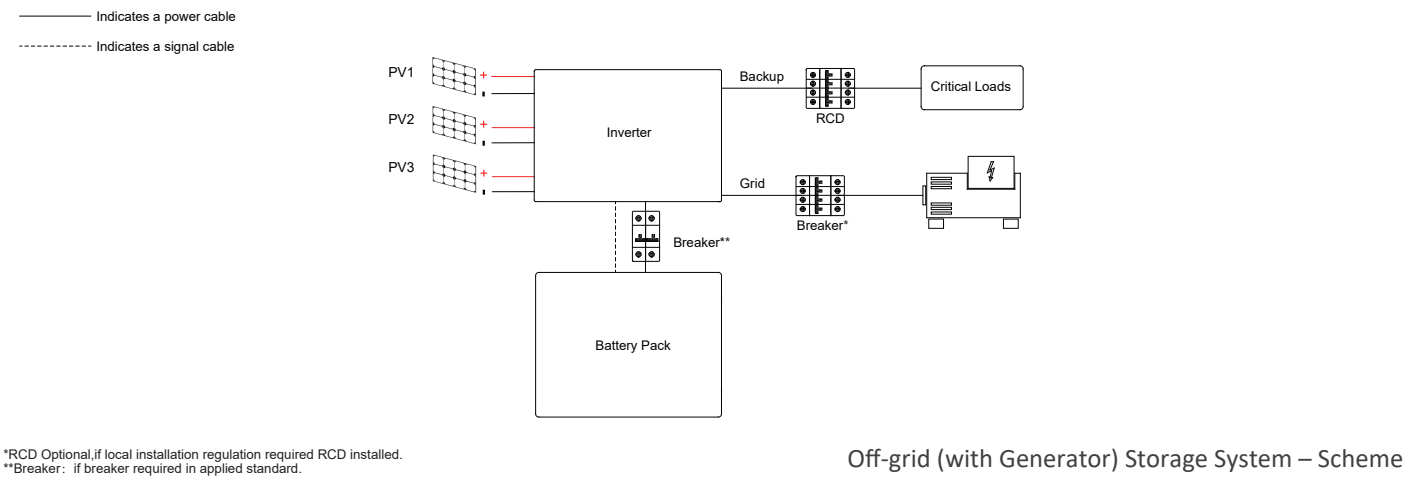 Indicates a power cable
Indicates a signal cable
PV1
+
-
PV2
+
-
PV3
+
-
Inverter
Backup
RCD
Critical Loads
Grid
Breaker*
Breaker**
Battery Pack
*RCD Optional,if local installation regulation required RCD installed.
**Breaker: if breaker required in applied standard.
Off-grid (with Generator) Storage System – Scheme